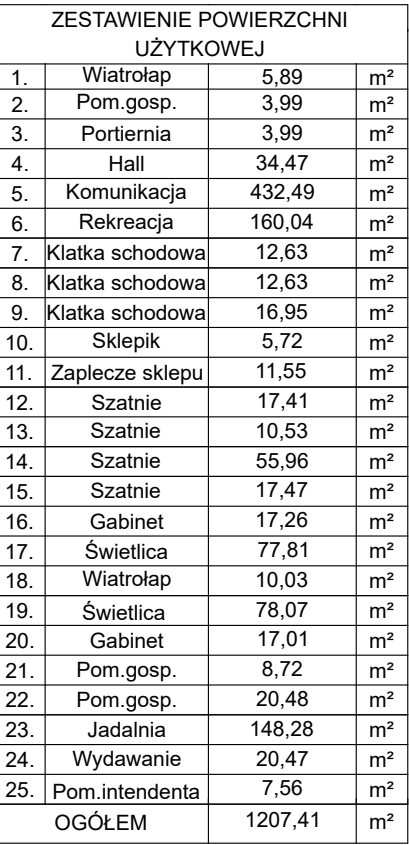 ZESTAWIENIE POWIERZCHNI
UŻYTKOWEJ
1. Wiatrołap 5,89 m²
2. Pom.gosp. 3,99 m²
3. Portiernia 3,99 m²
4. Hall 34,47 m²
5. Komunikacja 432,49 m²
6. Rekreacja 160,04 m²
7. Klatka schodowa 12,63 m²
8. Klatka schodowa 12,63 m²
9. Klatka schodowa 16,95 m²
10. Sklepik 5,72 m²
11. Zaplecze sklepu 11,55 m²
12. Szatnie 17,41 m²
13. Szatnie 10,53 m²
14. Szatnie 55,96 m²
15. Szatnie 17,47 m²
16. Gabinet 17,26 m²
17. Świetlica 77,81 m²
18. Wiatrołap 10,03 m²
19. Świetlica 78,07 m²
20. Gabinet 17,01 m²
21. Pom.gosp. 8,72 m²
22. Pom.gosp. 20,48 m²
23. Jadalnia 148,28 m²
24. Wydawanie 20,47 m²
25. Pom.intendenta 7,56 m²
OGÓŁEM 1207,41 m²